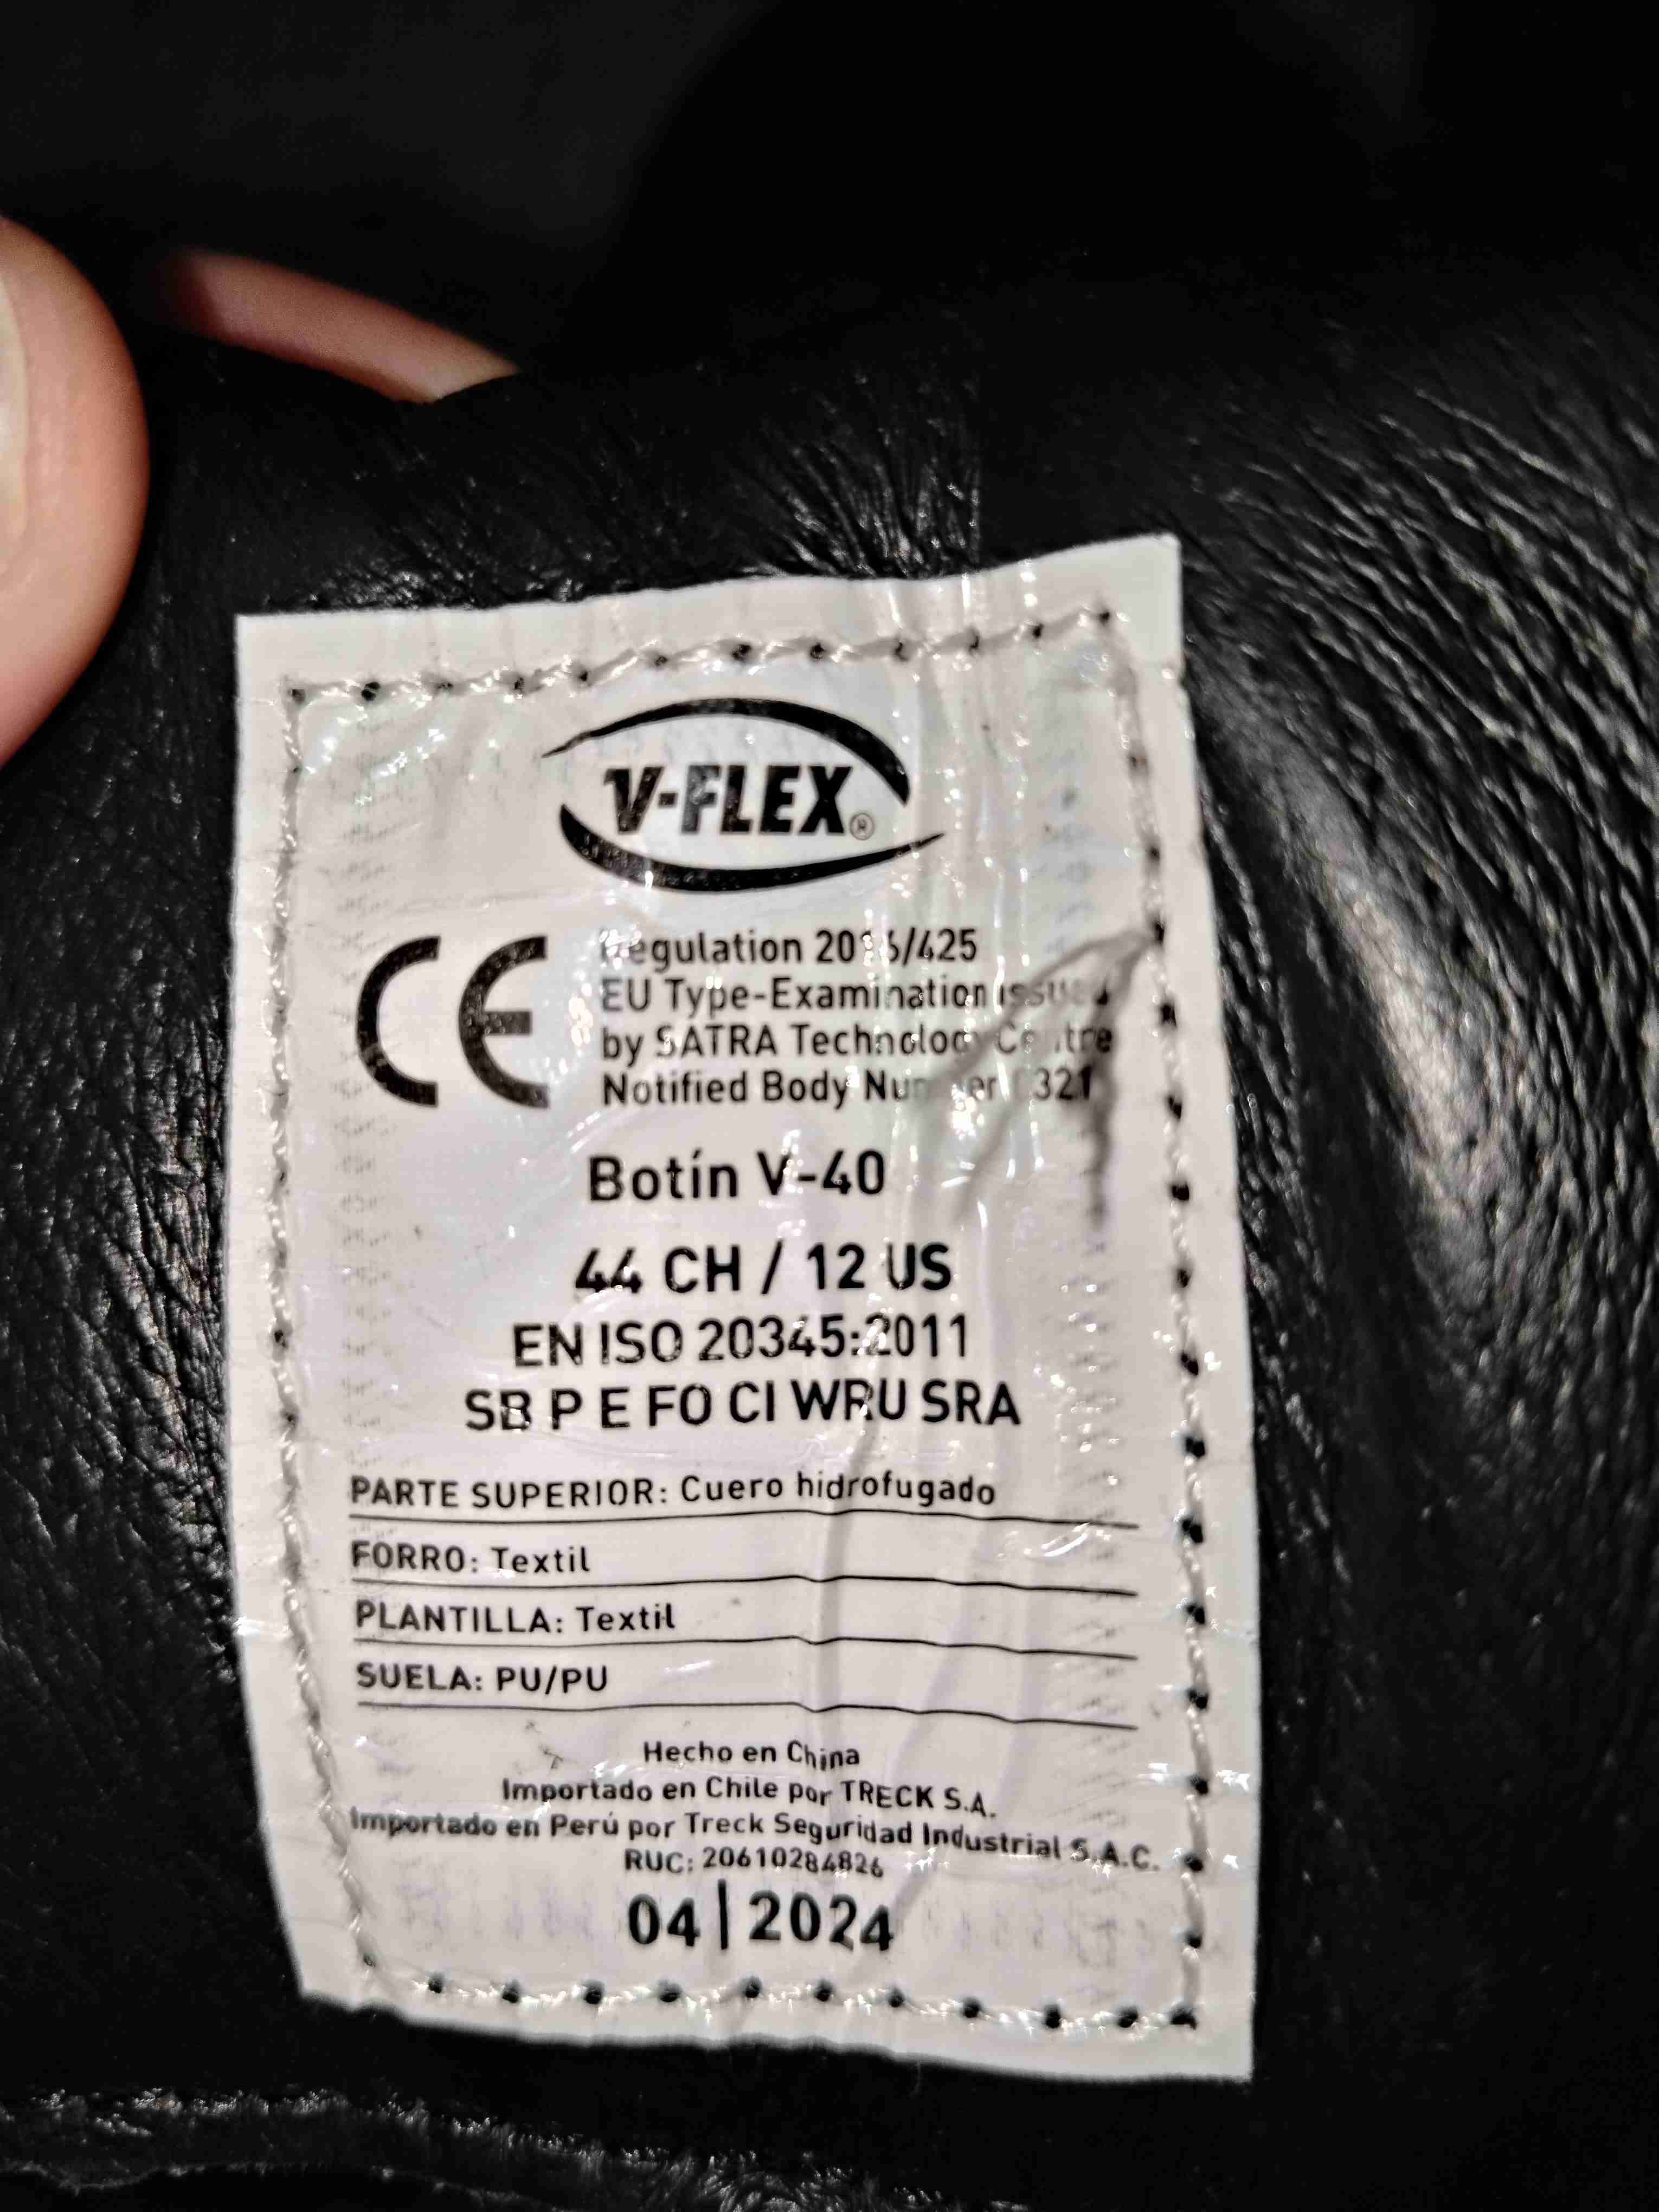 V-FLEX®
CE
Regulation 2016/425
EU Type-Examination issued
by SATRA Technology Centre
Notified Body Number 0321
Botín V-40
44 CH / 12 US
EN ISO 20345:2011
SB P E FO CI WRU SRA
PARTE SUPERIOR: Cuero hidrofugado
FORRO: Textil
PLANTILLA: Textil
SUELA: PU/PU
Hecho en China
Importado en Chile por TRECK S.A.
Importado en Perú por Treck Seguridad Industrial S.A.C.
RUC: 20610284826
04|2024